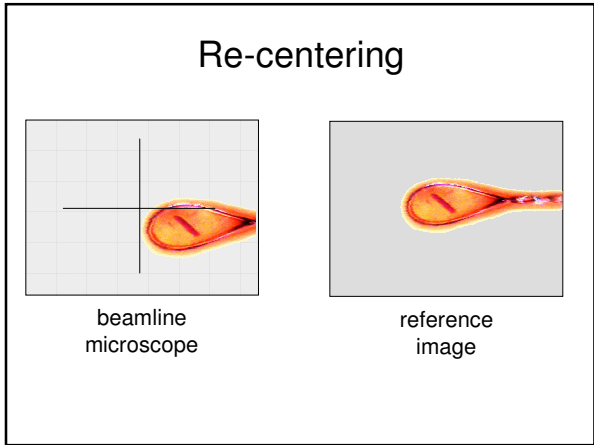 Re-centering
beamline
microscope
reference
image